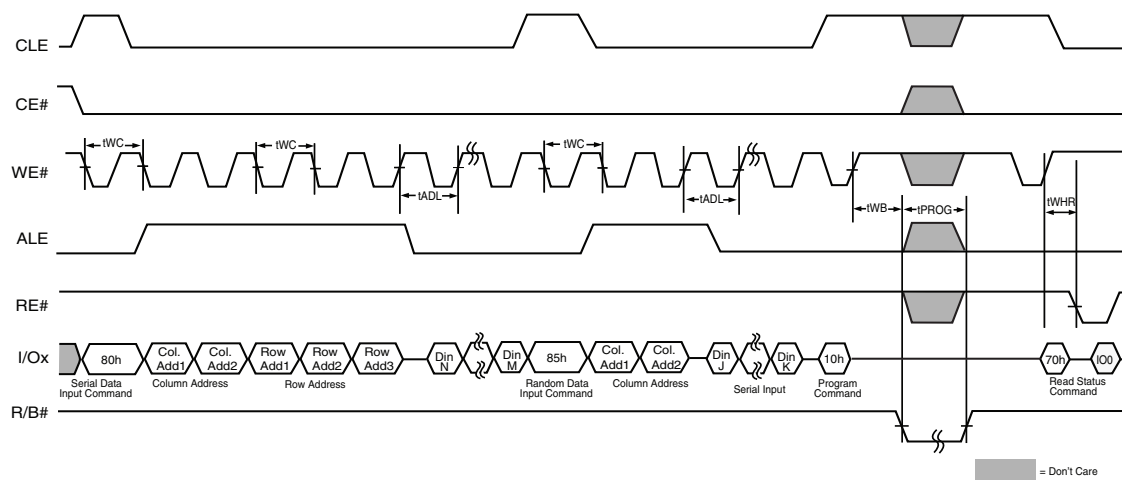 CLE
CE#
tWC
tWC
tWC
WE#
tADL
tADL
tWB
tPROG
tWHR
ALE
RE#
I/Ox
80h
Col. Add1
Col. Add2
Row Add1
Row Add2
Row Add3
Din N
Din M
85h
Col. Add1
Col. Add2
Din J
Din K
10h
70h
IO0
Serial Data
Input Command
Column Address
Row Address
Random Data
Input Command
Column Address
Serial Input
Program
Command
Read Status
Command
R/B#
= Don't Care